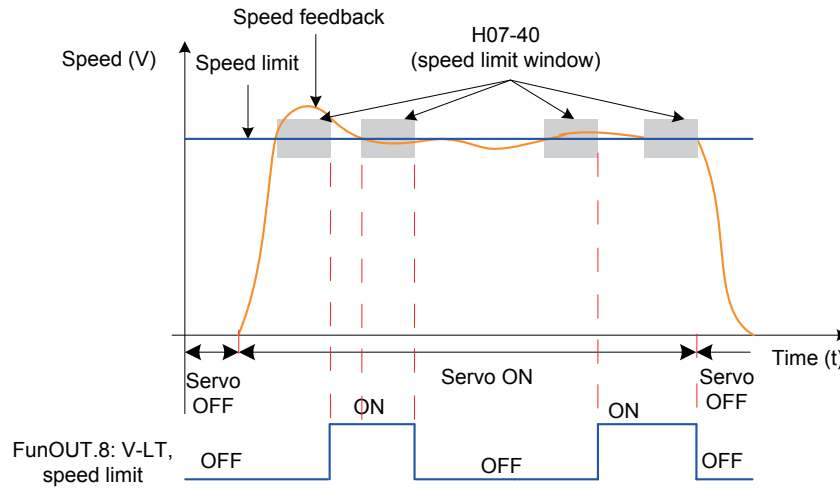 Speed feedback
H07-40
(speed limit window)
Speed (V)
Speed limit
Time (t)
Servo
OFF
Servo ON
Servo
OFF
ON
ON
FunOUT.8: V-LT,
speed limit
OFF
OFF
OFF